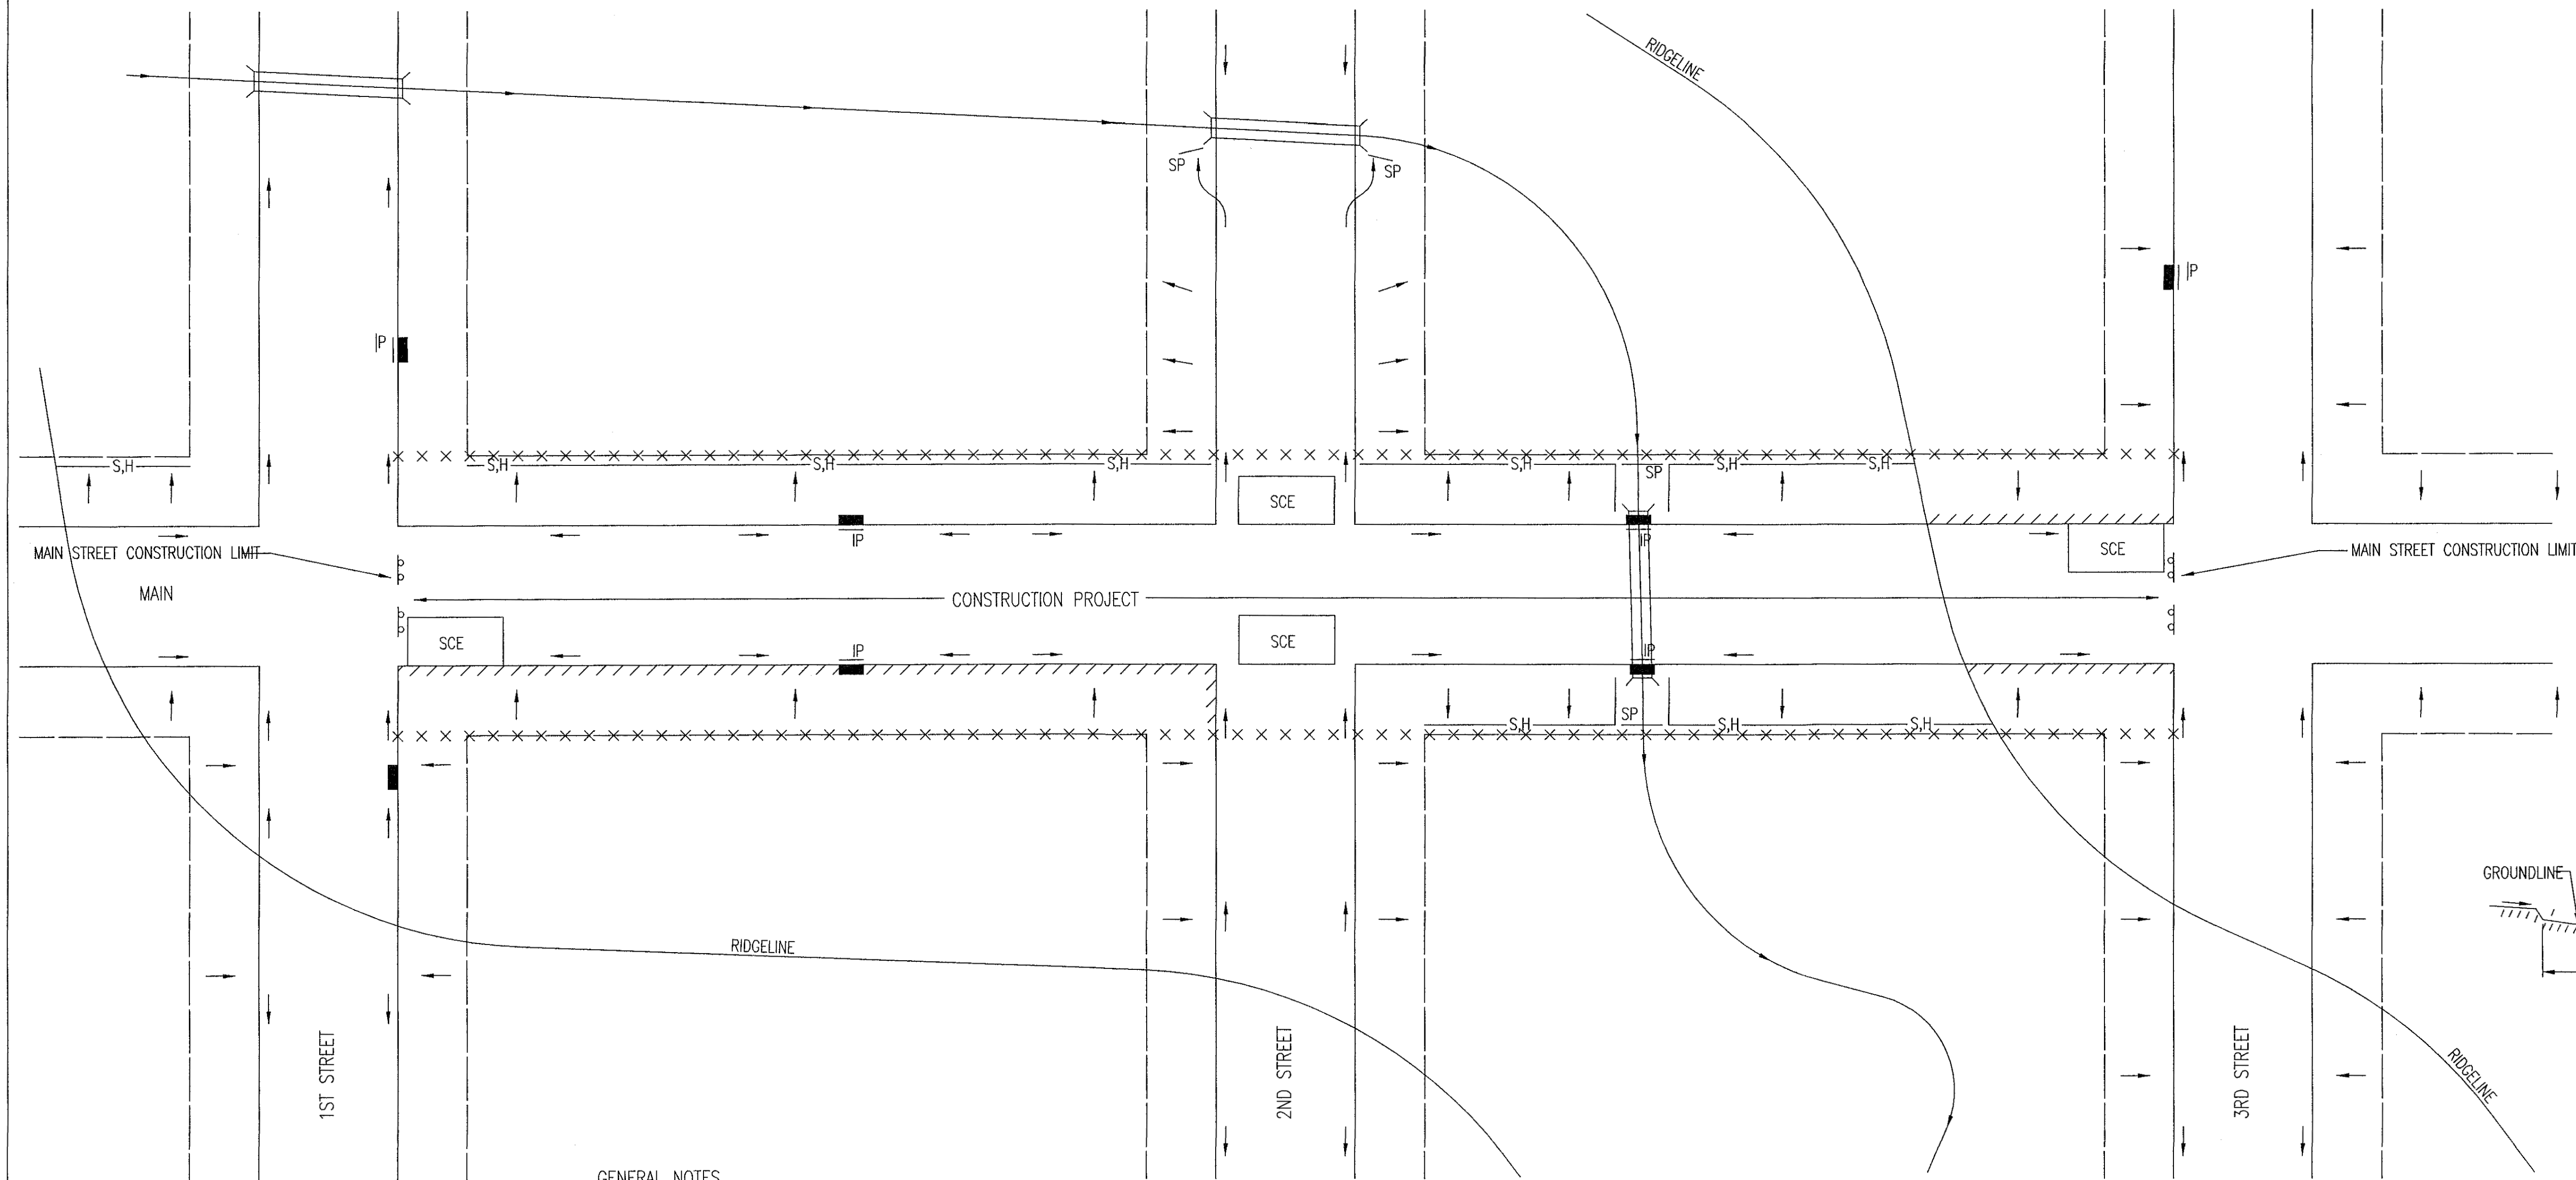 RIDGELINE
SP
SP
IP
IP
S,H
S,H
S,H
S,H
S,H
SP
S,H
S,H
SCE
IP
IP
SCE
MAIN STREET CONSTRUCTION LIMIT
MAIN STREET CONSTRUCTION LIMIT
MAIN
CONSTRUCTION PROJECT
SCE
SCE
IP
IP
S,H
SP
S,H
S,H
GROUNDLINE
RIDGELINE
1ST STREET
2ND STREET
3RD STREET
RIDGELINE
GENERAL NOTES